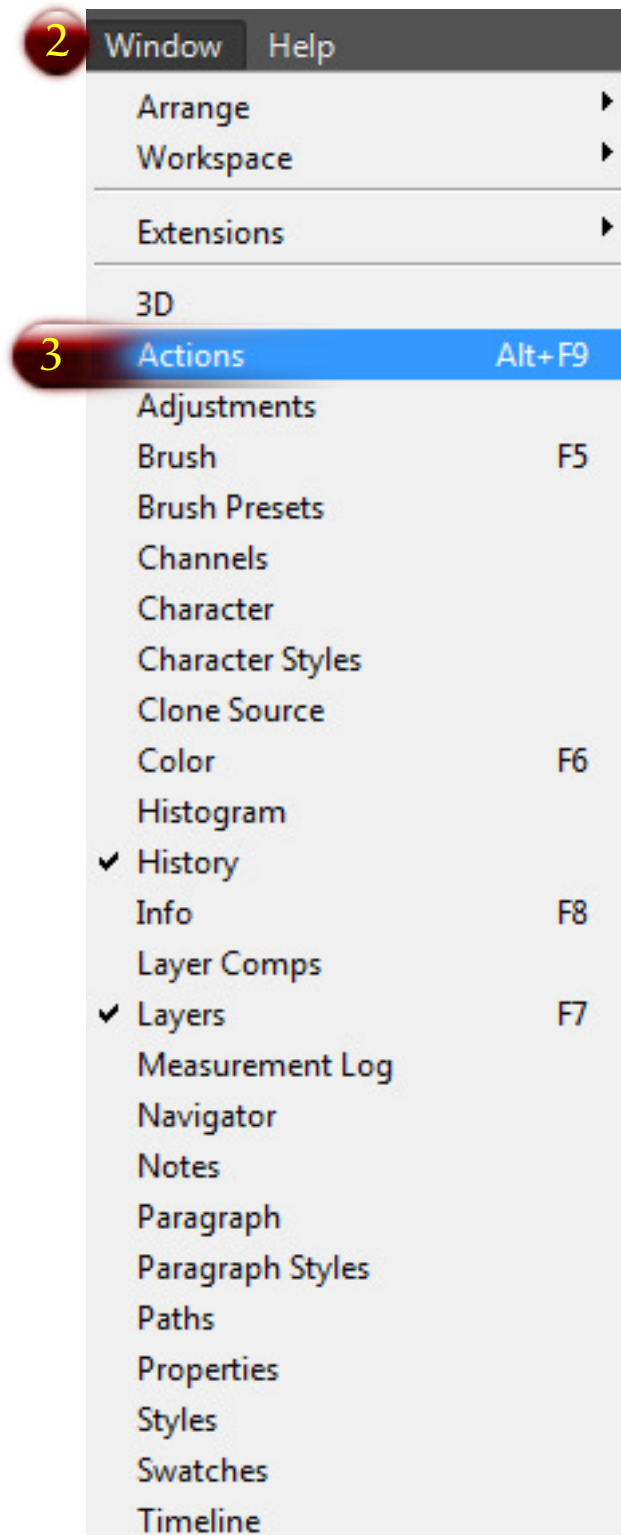 2 Window Help
Arrange
Workspace
Extensions
3D
3 Actions Alt+F9
Adjustments
Brush F5
Brush Presets
Channels
Character
Character Styles
Clone Source
Color F6
Histogram
✔ History
Info F8
Layer Comps
✔ Layers F7
Measurement Log
Navigator
Notes
Paragraph
Paragraph Styles
Paths
Properties
Styles
Swatches
Timeline